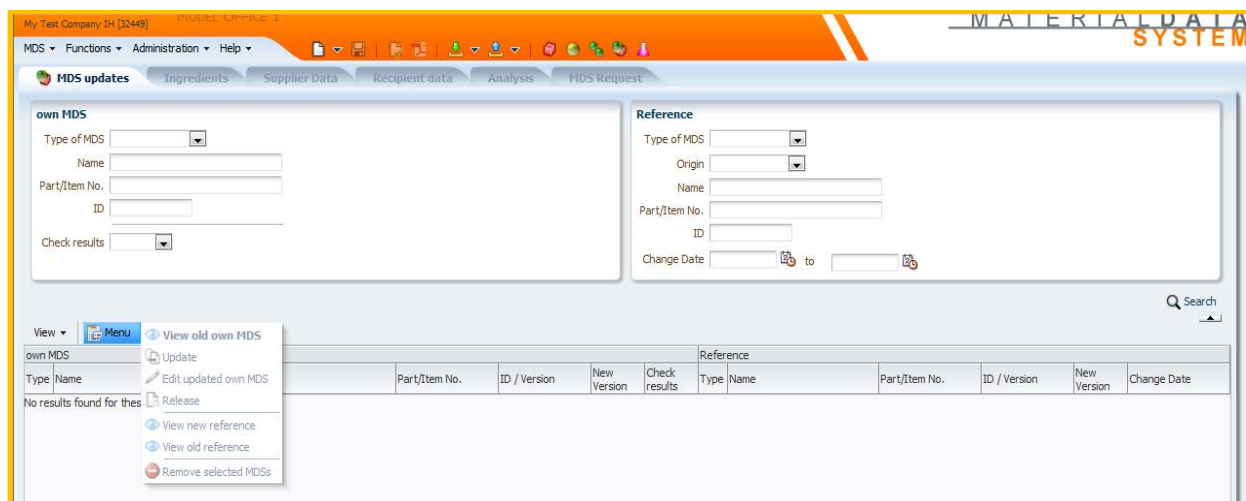 MODEL OFFICE 1
My Test Company IH [32449]
MATERIALDATA
SYSTEM
MDS Functions Administration Help
MDS updates Ingredients Supplier Data Recipient data Analysis MDS Request
own MDS
Type of MDS
Name
Part/Item No.
ID
Check results
Reference
Type of MDS
Origin
Name
Part/Item No.
ID
Change Date to
Search
View Menu
View old own MDS
Update
Edit updated own MDS
Release
View new reference
View old reference
Remove selected MDSs
own MDS Reference
Type Name Part/Item No. ID / Version New Version Check results Type Name Part/Item No. ID / Version New Version Change Date
No results found for thes